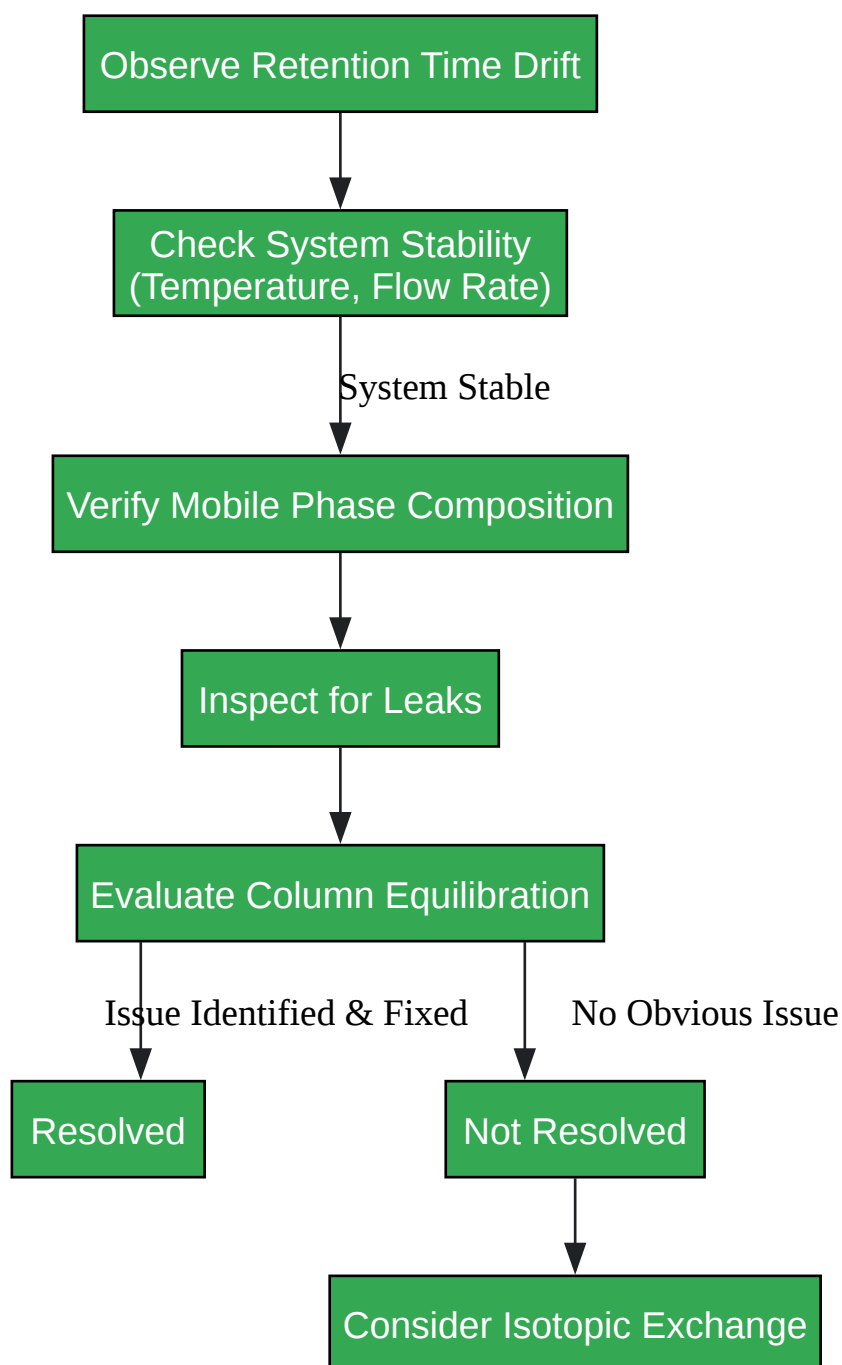 Observe Retention Time Drift
Check System Stability
(Temperature, Flow Rate)
System Stable
Verify Mobile Phase Composition
Inspect for Leaks
Evaluate Column Equilibration
Issue Identified & Fixed
No Obvious Issue
Resolved
Not Resolved
Consider Isotopic Exchange